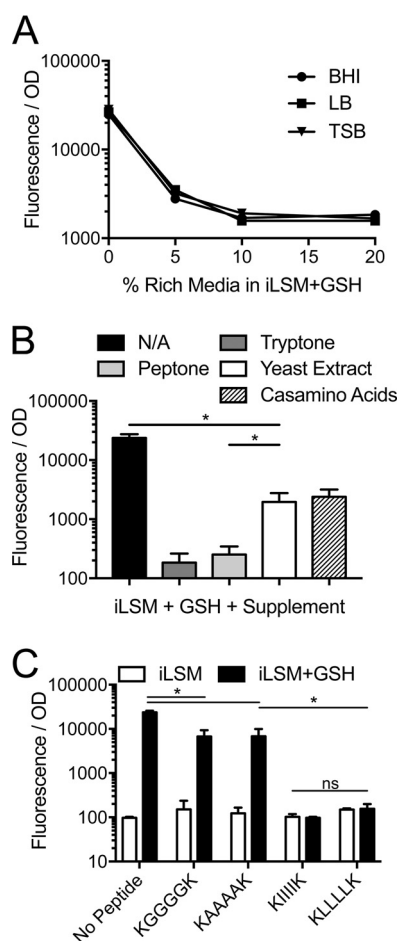 A
100000
10000
1000
Fluorescence / OD
BHI
LB
TSB
0 5 10 15 20
% Rich Media in iLSM+GSH
B
N/A Tryptone
Peptone Yeast Extract
Casamino Acids
100000
10000
1000
100
Fluorescence / OD
*
*
iLSM + GSH + Supplement
C
iLSM iLSM+GSH
100000
10000
1000
100
10
Fluorescence / OD
* *
ns
No Peptide KGGGGK KAAAAK KIIIIK KLLLLK